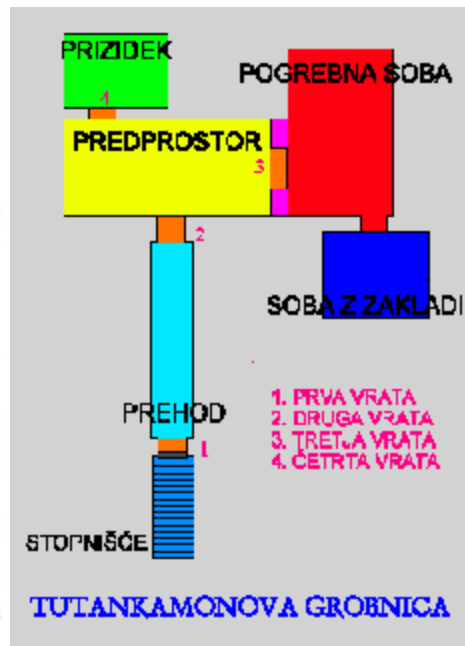 PRIZIDEK
POGREBNA SOBA
4
PREDPROSTOR
3
2
SOBA Z ZAKLADI
PREHOD
1
1. PRVA VRATA
2. DRUGA VRATA
3. TRETJA VRATA
4. ČETRTA VRATA
STOPNIŠČE
TUTANKAMONOVA GROBNICA